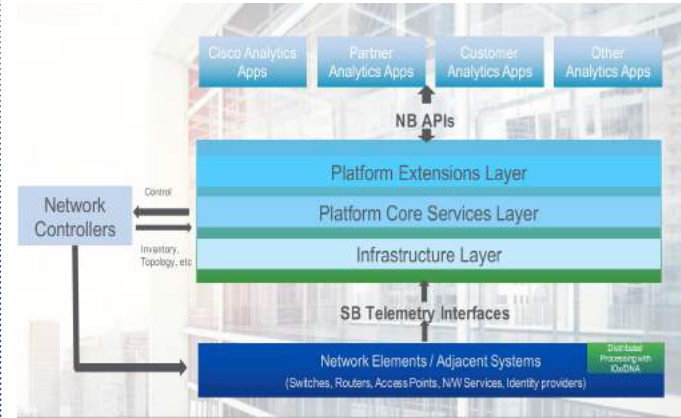 Cisco Analytics
Apps
Partner
Analytics Apps
Customer
Analytics Apps
Other
Analytics Apps
NB APIs
Platform Extensions Layer
Control
Network
Controllers
Platform Core Services Layer
Inventory,
Topology, etc
Infrastructure Layer
SB Telemetry Interfaces
Network Elements / Adjacent Systems
(Switches, Routers, Access Points, N/W Services, Identity providers)
Distributed
Processing with
IOx/DNA